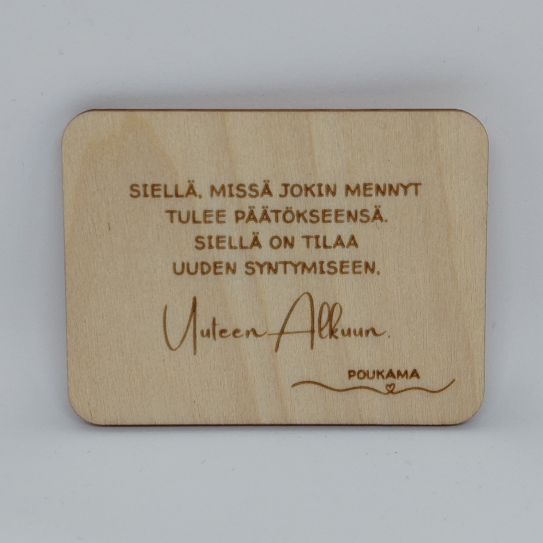 SIELLÄ, MISSÄ JOKIN MENNYT
TULEE PÄÄTÖKSEENSÄ.
SIELLÄ ON TILAA
UUDEN SYNTYMISEEN.
Uuteen Alkuun.
POUKAMA